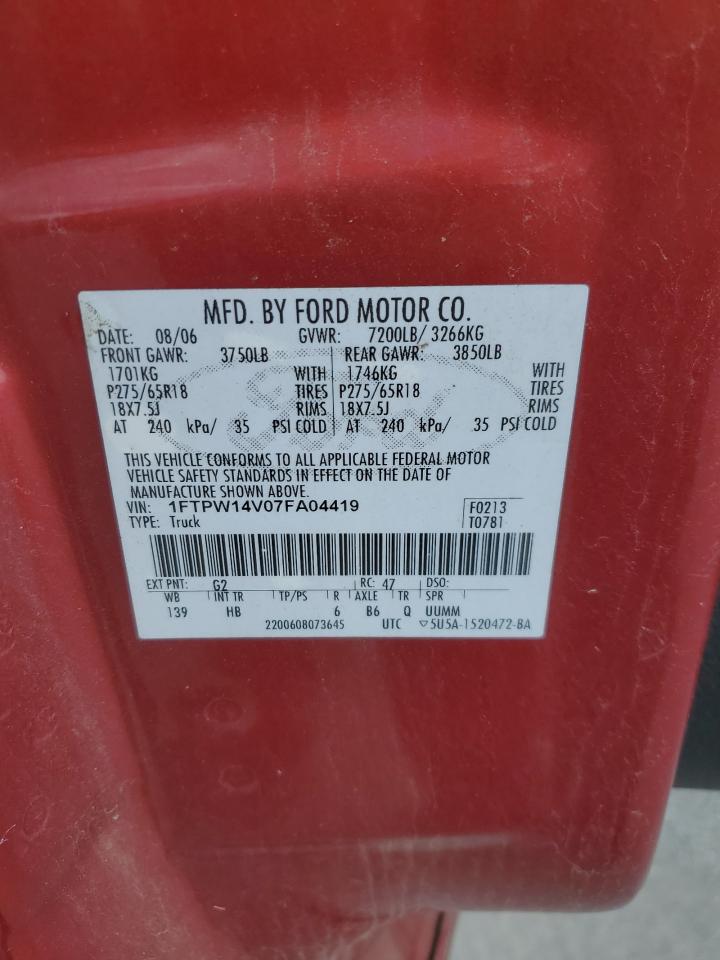 MFD. BY FORD MOTOR CO.
DATE: 08/06 GVWR: 7200LB/ 3266KG
FRONT GAWR: 3750LB REAR GAWR: 3850LB
1701KG WITH 1746KG WITH
P275/65R18 TIRES P275/65R18 TIRES
18X7.5J RIMS 18X7.5J RIMS
AT 240 kPa/ 35 PSI COLD AT 240 kPa/ 35 PSI COLD
THIS VEHICLE CONFORMS TO ALL APPLICABLE FEDERAL MOTOR
VEHICLE SAFETY STANDARDS IN EFFECT ON THE DATE OF
MANUFACTURE SHOWN ABOVE.
VIN: 1FTPW14V07FA04419 F0213
TYPE: Truck T0781
EXT PNT: G2 RC: 47 DSO:
WB INT TR TP/PS R AXLE TR SPR
139 HB 6 B6 Q UUMM
2200608073645 UTC ▽5U5A-1520472-BA